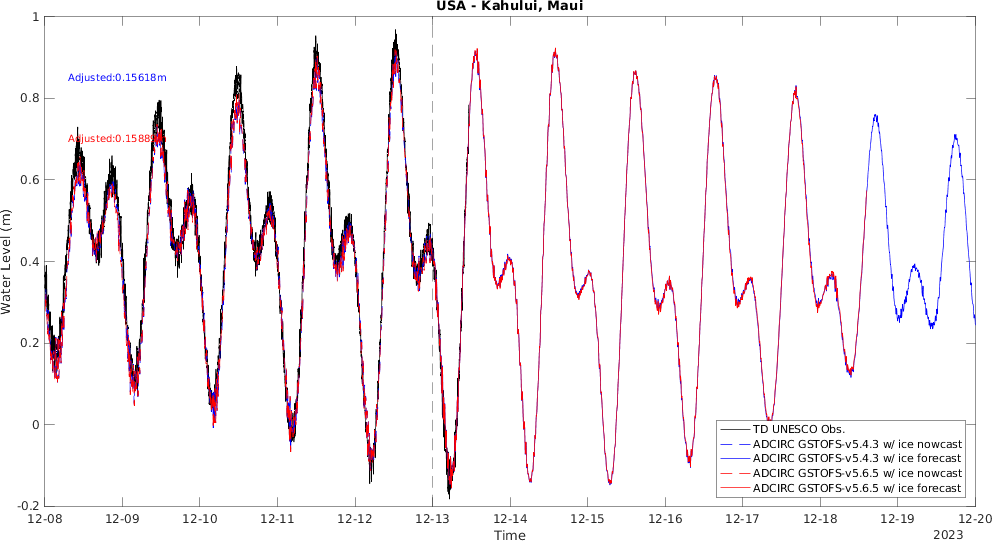 USA - Kahului, Maui
1
0.8
0.6
0.4
0.2
0
-0.2
Water Level (m)
Adjusted:0.15618m
Adjusted:0.1588
12-08
12-09
12-10
12-11
12-12
12-13
12-14
12-15
12-16
12-17
12-18
12-19
12-20
Time
2023
TD UNESCO Obs.
ADCIRC GSTOFS-v5.4.3 w/ ice nowcast
ADCIRC GSTOFS-v5.4.3 w/ ice forecast
ADCIRC GSTOFS-v5.6.5 w/ ice nowcast
ADCIRC GSTOFS-v5.6.5 w/ ice forecast